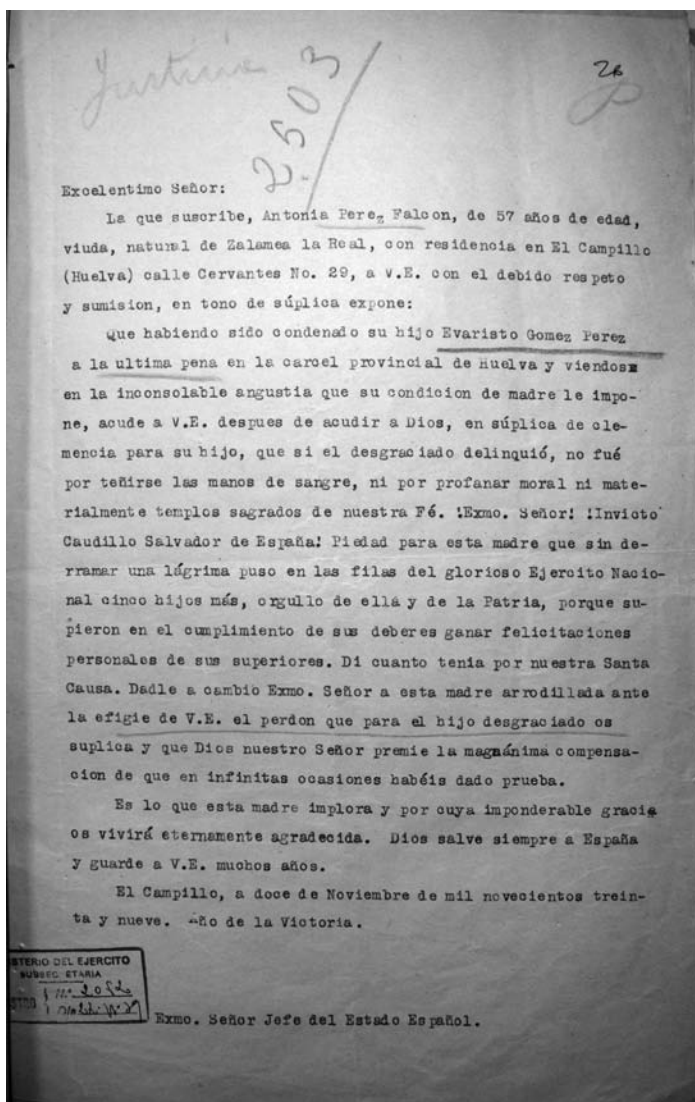 Justicia
2503
26
Excelentimo Señor:
La que suscribe, Antonia Perez Falcon, de 57 años de edad,
viuda, natural de Zalamea la Real, con residencia en El Campillo
(Huelva) calle Cervantes No. 29, a V.E. con el debido respeto
y sumision, en tono de súplica expone:
Que habiendo sido condenado su hijo Evaristo Gomez Perez
a la ultima pena en la carcel provincial de Huelva y viendose
en la inconsolable angustia que su condicion de madre le impo-
ne, acude a V.E. despues de acudir a Dios, en súplica de cle-
mencia para su hijo, que si el desgraciado delinquió, no fué
por teñirse las manos de sangre, ni por profanar moral ni mate-
rialmente templos sagrados de nuestra Fé. !Exmo. Señor! !Invicto
Caudillo Salvador de España! Piedad para esta madre que sin de-
rramar una lágrima puso en las filas del glorioso Ejercito Nacio-
nal cinco hijos más, orgullo de ella y de la Patria, porque su-
pieron en el cumplimiento de sus deberes ganar felicitaciones
personales de sus superiores. Di cuanto tenia por nuestra Santa
Causa. Dadle a cambio Exmo. Señor a esta madre arrodillada ante
la efigie de V.E. el perdon que para el hijo desgraciado os
suplica y que Dios nuestro Señor premie la magnánima compensa-
cion de que en infinitas ocasiones habéis dado prueba.
Es lo que esta madre implora y por cuya imponderable gracia
os vivirá eternamente agradecida. Dios salve siempre a España
y guarde a V.E. muchos años.
El Campillo, a doce de Noviembre de mil novecientos trein-
ta y nueve. Año de la Victoria.
STERIO DEL EJERCITO
SUBSEC ETARIA
Exmo. Señor Jefe del Estado Español.